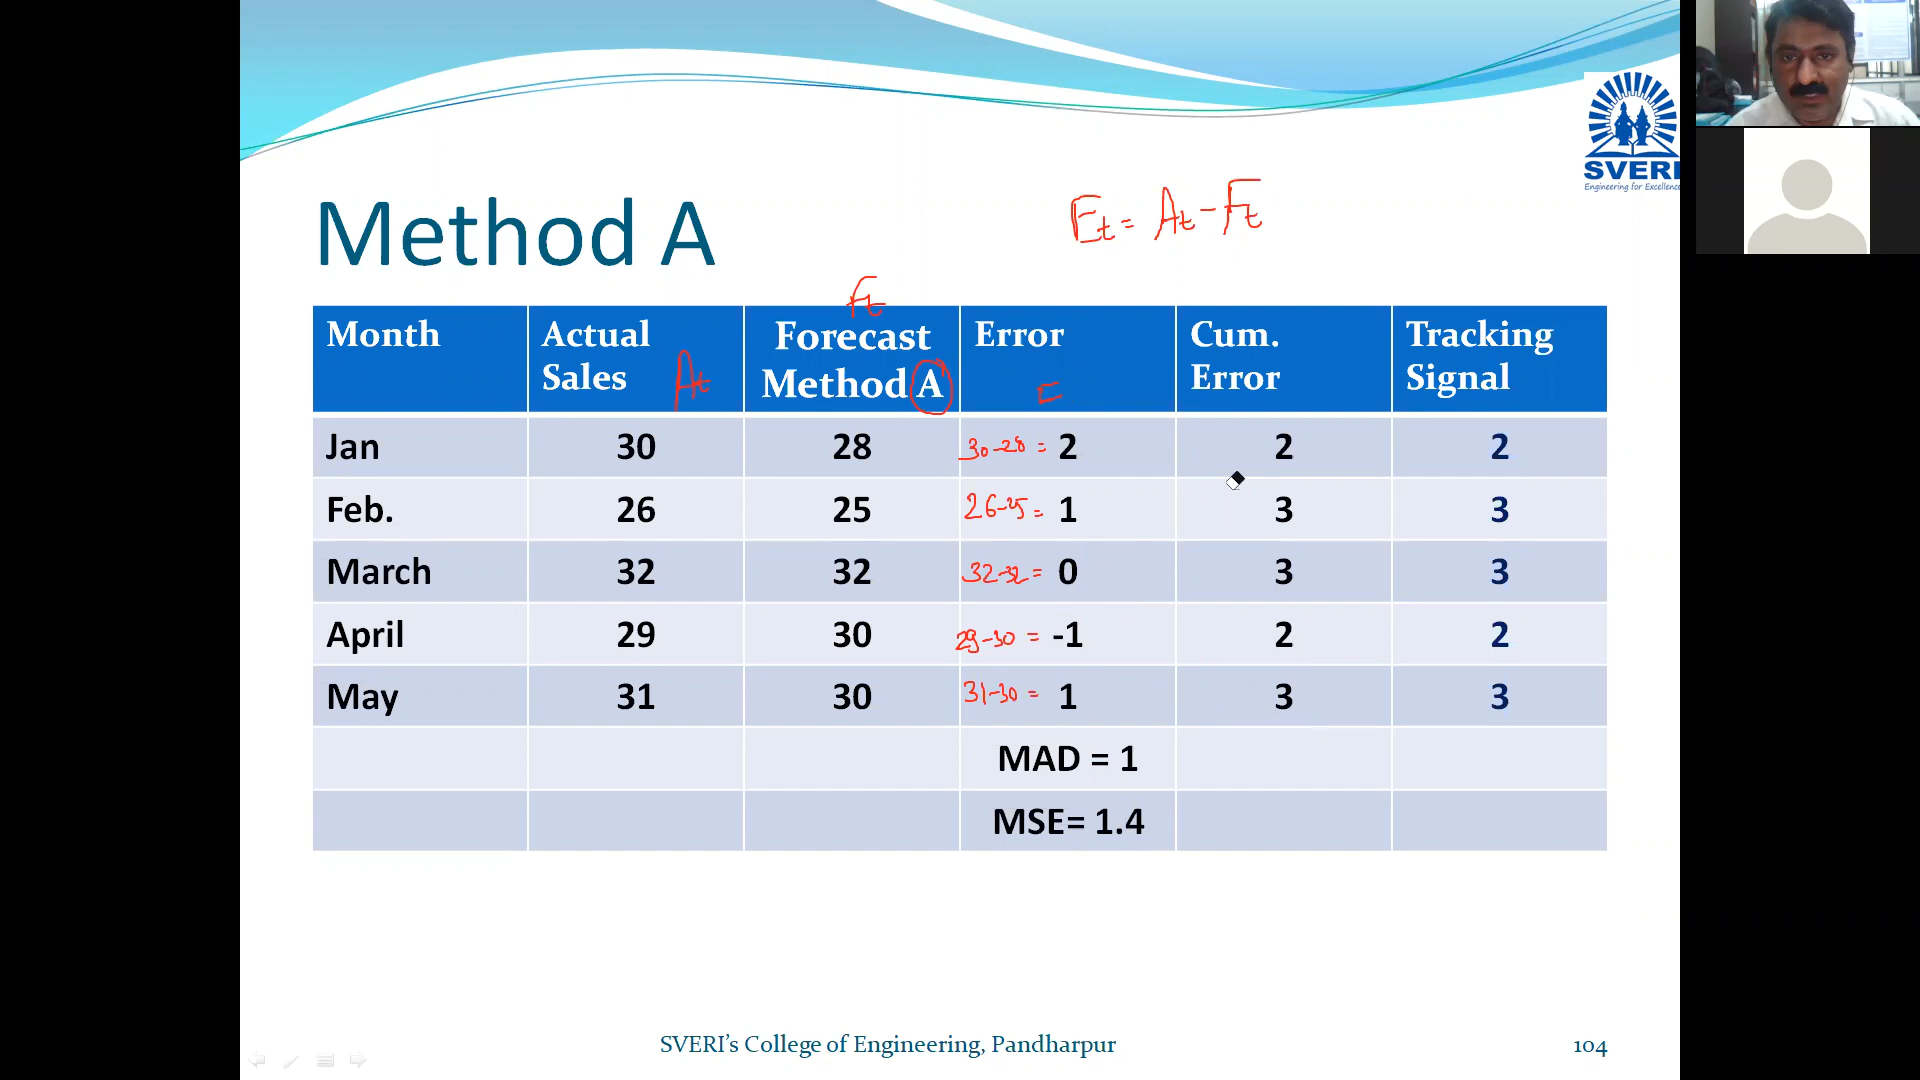 SVERI
Engineering for Excellence
Method A
Et = At - Ft
Ft
Month Actual Sales At Forecast Method A Error E Cum. Error Tracking Signal
Jan 30 28 30-28 = 2 2 2
Feb. 26 25 26-25 = 1 3 3
March 32 32 32-32 = 0 3 3
April 29 30 29-30 = -1 2 2
May 31 30 31-30 = 1 3 3
MAD = 1
MSE= 1.4
SVERI's College of Engineering, Pandharpur 104